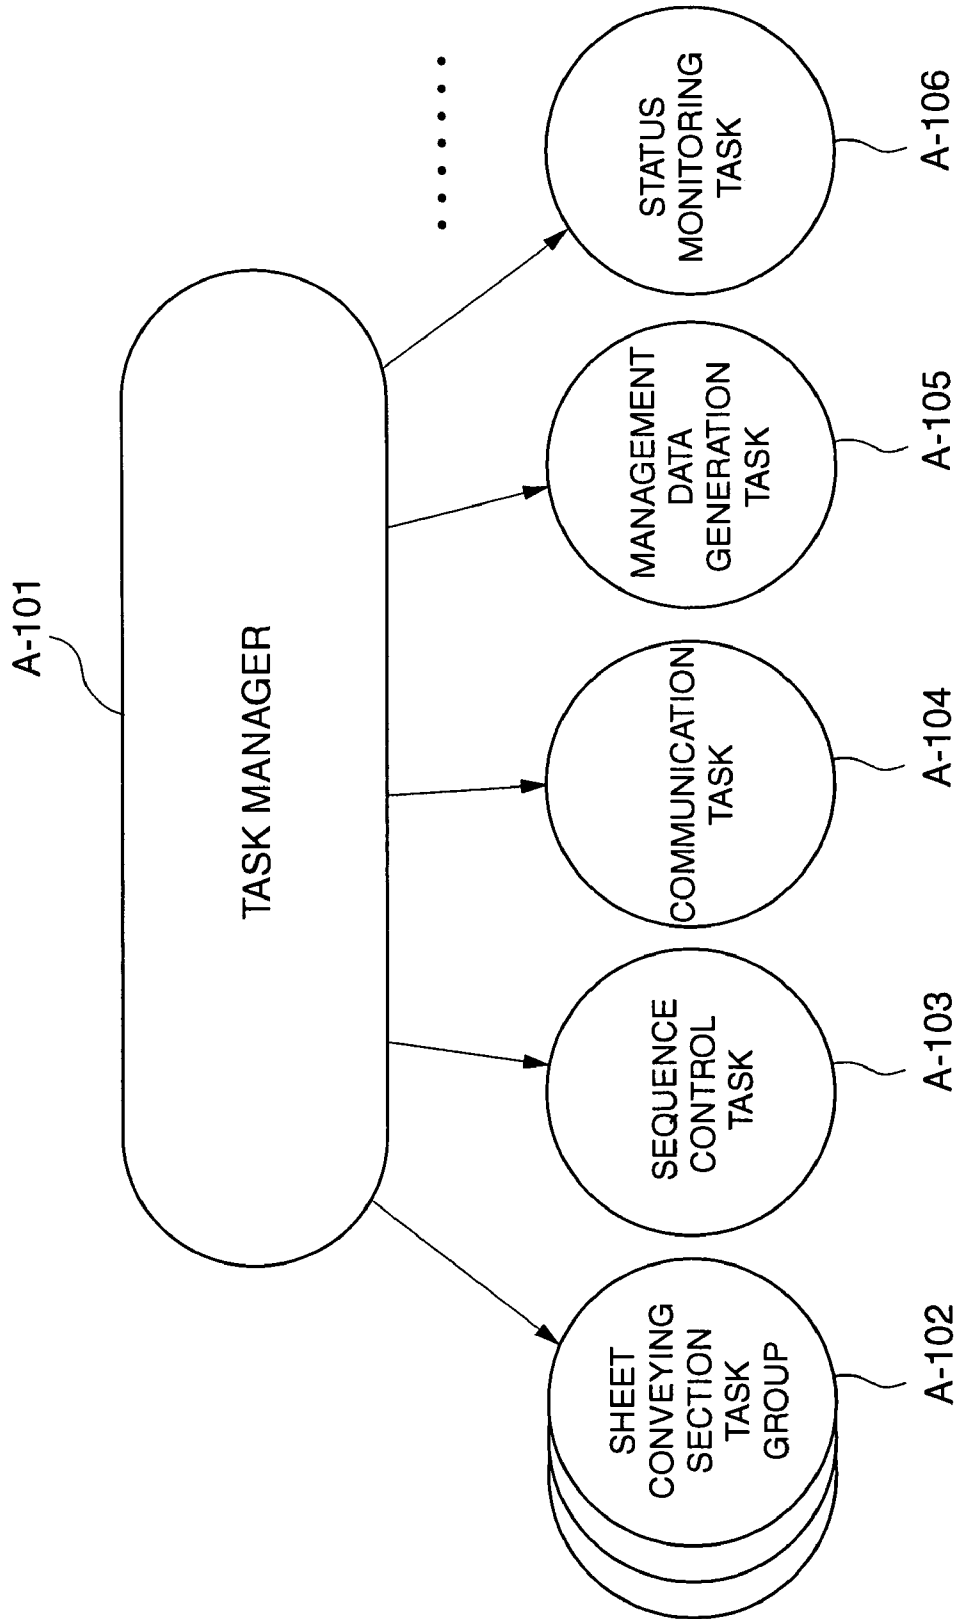 A-101
TASK MANAGER
SHEET
CONVEYING
SECTION
TASK
GROUP
A-102
SEQUENCE
CONTROL
TASK
A-103
COMMUNICATION
TASK
A-104
MANAGEMENT
DATA
GENERATION
TASK
A-105
STATUS
MONITORING
TASK
A-106